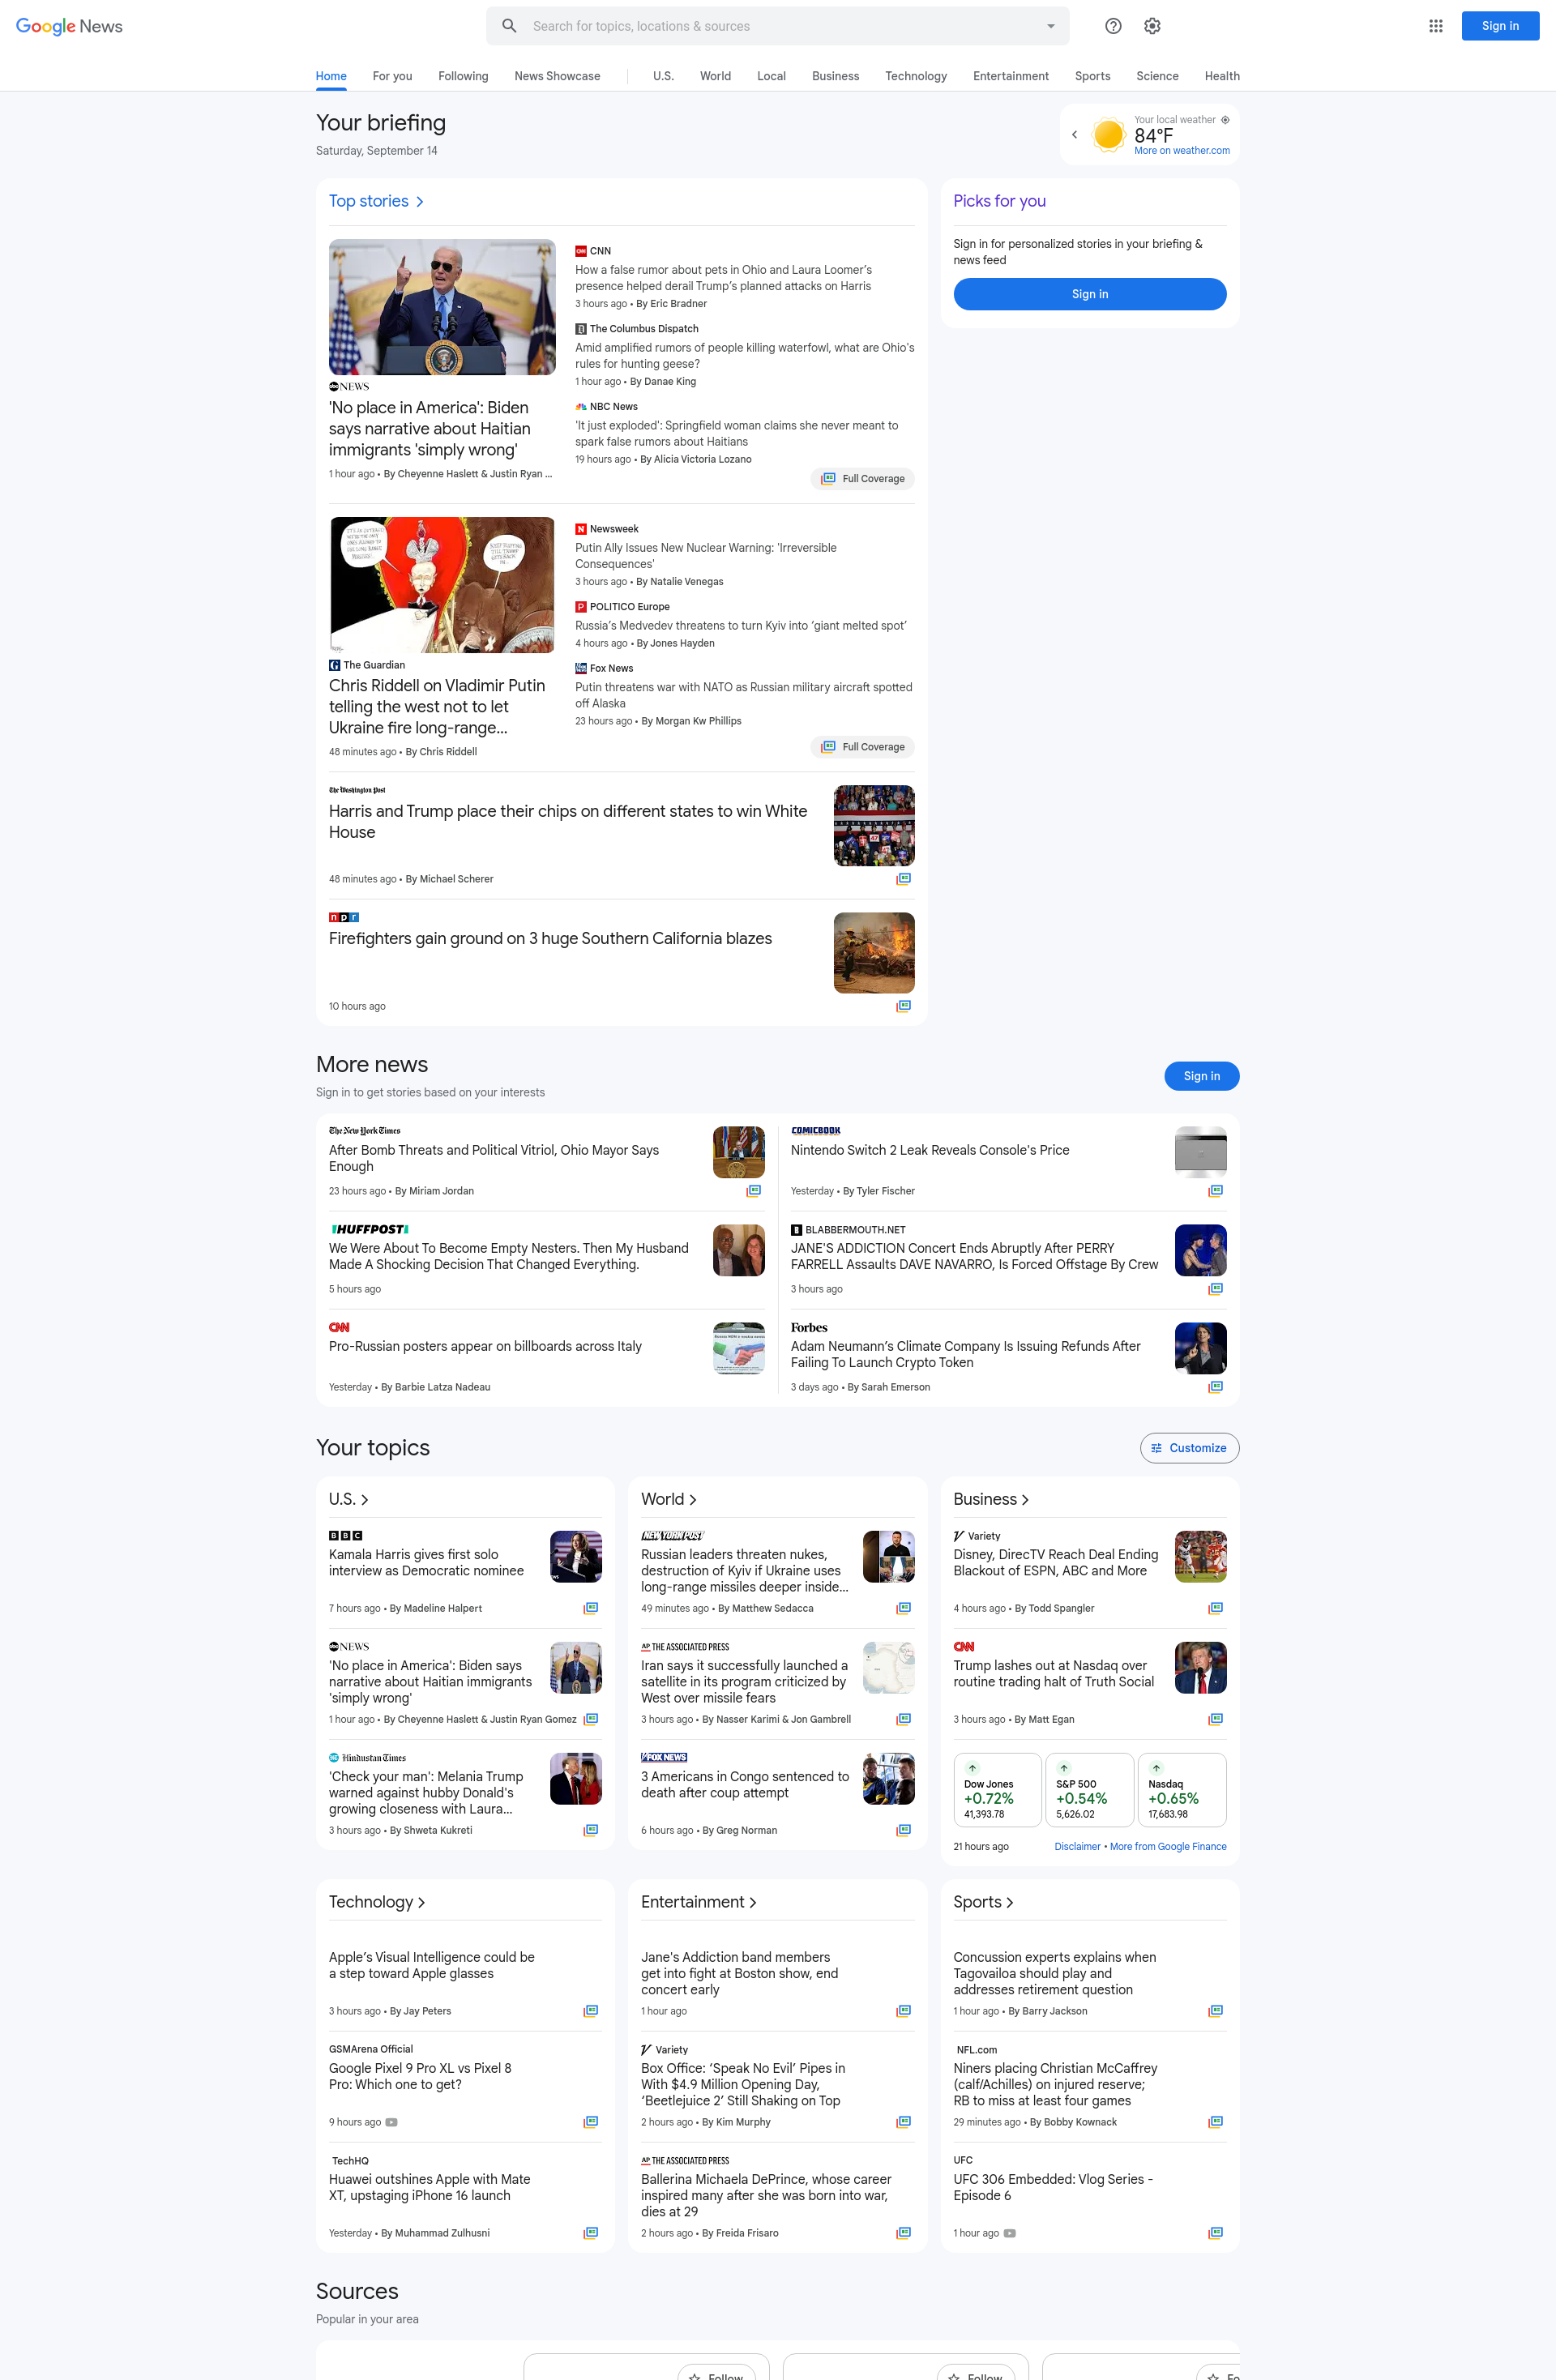 Google News
Search for topics, locations & sources
Sign in
Home
For you
Following
News Showcase
U.S.
World
Local
Business
Technology
Entertainment
Sports
Science
Health
Your briefing
Saturday, September 14
Your local weather
84°F
More on weather.com
Top stories
abc NEWS
'No place in America': Biden
says narrative about Haitian
immigrants 'simply wrong'
1 hour ago • By Cheyenne Haslett & Justin Ryan ...
CNN
How a false rumor about pets in Ohio and Laura Loomer’s
presence helped derail Trump’s planned attacks on Harris
3 hours ago • By Eric Bradner
The Columbus Dispatch
Amid amplified rumors of people killing waterfowl, what are Ohio's
rules for hunting geese?
1 hour ago • By Danae King
NBC News
'It just exploded': Springfield woman claims she never meant to
spark false rumors about Haitians
19 hours ago • By Alicia Victoria Lozano
Full Coverage
Picks for you
Sign in for personalized stories in your briefing &
news feed
Sign in
The Guardian
Chris Riddell on Vladimir Putin
telling the west not to let
Ukraine fire long-range...
48 minutes ago • By Chris Riddell
Newsweek
Putin Ally Issues New Nuclear Warning: 'Irreversible
Consequences'
3 hours ago • By Natalie Venegas
POLITICO Europe
Russia’s Medvedev threatens to turn Kyiv into ‘giant melted spot’
4 hours ago • By Jones Hayden
Fox News
Putin threatens war with NATO as Russian military aircraft spotted
off Alaska
23 hours ago • By Morgan Kw Phillips
Full Coverage
The Washington Post
Harris and Trump place their chips on different states to win White
House
48 minutes ago • By Michael Scherer
npr
Firefighters gain ground on 3 huge Southern California blazes
10 hours ago
More news
Sign in to get stories based on your interests
Sign in
The New York Times
After Bomb Threats and Political Vitriol, Ohio Mayor Says
Enough
23 hours ago • By Miriam Jordan
HUFFPOST
We Were About To Become Empty Nesters. Then My Husband
Made A Shocking Decision That Changed Everything.
5 hours ago
CNN
Pro-Russian posters appear on billboards across Italy
Yesterday • By Barbie Latza Nadeau
COMICBOOK
Nintendo Switch 2 Leak Reveals Console's Price
Yesterday • By Tyler Fischer
BLABBERMOUTH.NET
JANE'S ADDICTION Concert Ends Abruptly After PERRY
FARRELL Assaults DAVE NAVARRO, Is Forced Offstage By Crew
3 hours ago
Forbes
Adam Neumann’s Climate Company Is Issuing Refunds After
Failing To Launch Crypto Token
3 days ago • By Sarah Emerson
Your topics
Customize
U.S.
BBC
Kamala Harris gives first solo
interview as Democratic nominee
7 hours ago • By Madeline Halpert
abc NEWS
'No place in America': Biden says
narrative about Haitian immigrants
'simply wrong'
1 hour ago • By Cheyenne Haslett & Justin Ryan Gomez
Hindustan Times
'Check your man': Melania Trump
warned against hubby Donald's
growing closeness with Laura...
3 hours ago • By Shweta Kukreti
World
NEW YORK POST
Russian leaders threaten nukes,
destruction of Kyiv if Ukraine uses
long-range missiles deeper inside...
49 minutes ago • By Matthew Sedacca
AP THE ASSOCIATED PRESS
Iran says it successfully launched a
satellite in its program criticized by
West over missile fears
3 hours ago • By Nasser Karimi & Jon Gambrell
FOX NEWS
3 Americans in Congo sentenced to
death after coup attempt
6 hours ago • By Greg Norman
Business
Variety
Disney, DirecTV Reach Deal Ending
Blackout of ESPN, ABC and More
4 hours ago • By Todd Spangler
CNN
Trump lashes out at Nasdaq over
routine trading halt of Truth Social
3 hours ago • By Matt Egan
Dow Jones
+0.72%
41,393.78
S&P 500
+0.54%
5,626.02
Nasdaq
+0.65%
17,683.98
21 hours ago
Disclaimer • More from Google Finance
Technology
Apple’s Visual Intelligence could be
a step toward Apple glasses
3 hours ago • By Jay Peters
GSMArena Official
Google Pixel 9 Pro XL vs Pixel 8
Pro: Which one to get?
9 hours ago
TechHQ
Huawei outshines Apple with Mate
XT, upstaging iPhone 16 launch
Yesterday • By Muhammad Zulhusni
Entertainment
Jane's Addiction band members
get into fight at Boston show, end
concert early
1 hour ago
Variety
Box Office: ‘Speak No Evil’ Pipes in
With $4.9 Million Opening Day,
‘Beetlejuice 2’ Still Shaking on Top
2 hours ago • By Kim Murphy
AP THE ASSOCIATED PRESS
Ballerina Michaela DePrince, whose career
inspired many after she was born into war,
dies at 29
2 hours ago • By Freida Frisaro
Sports
Concussion experts explains when
Tagovailoa should play and
addresses retirement question
1 hour ago • By Barry Jackson
NFL.com
Niners placing Christian McCaffrey
(calf/Achilles) on injured reserve;
RB to miss at least four games
29 minutes ago • By Bobby Kownack
UFC
UFC 306 Embedded: Vlog Series -
Episode 6
1 hour ago
Sources
Popular in your area
Follow
Follow
Fo